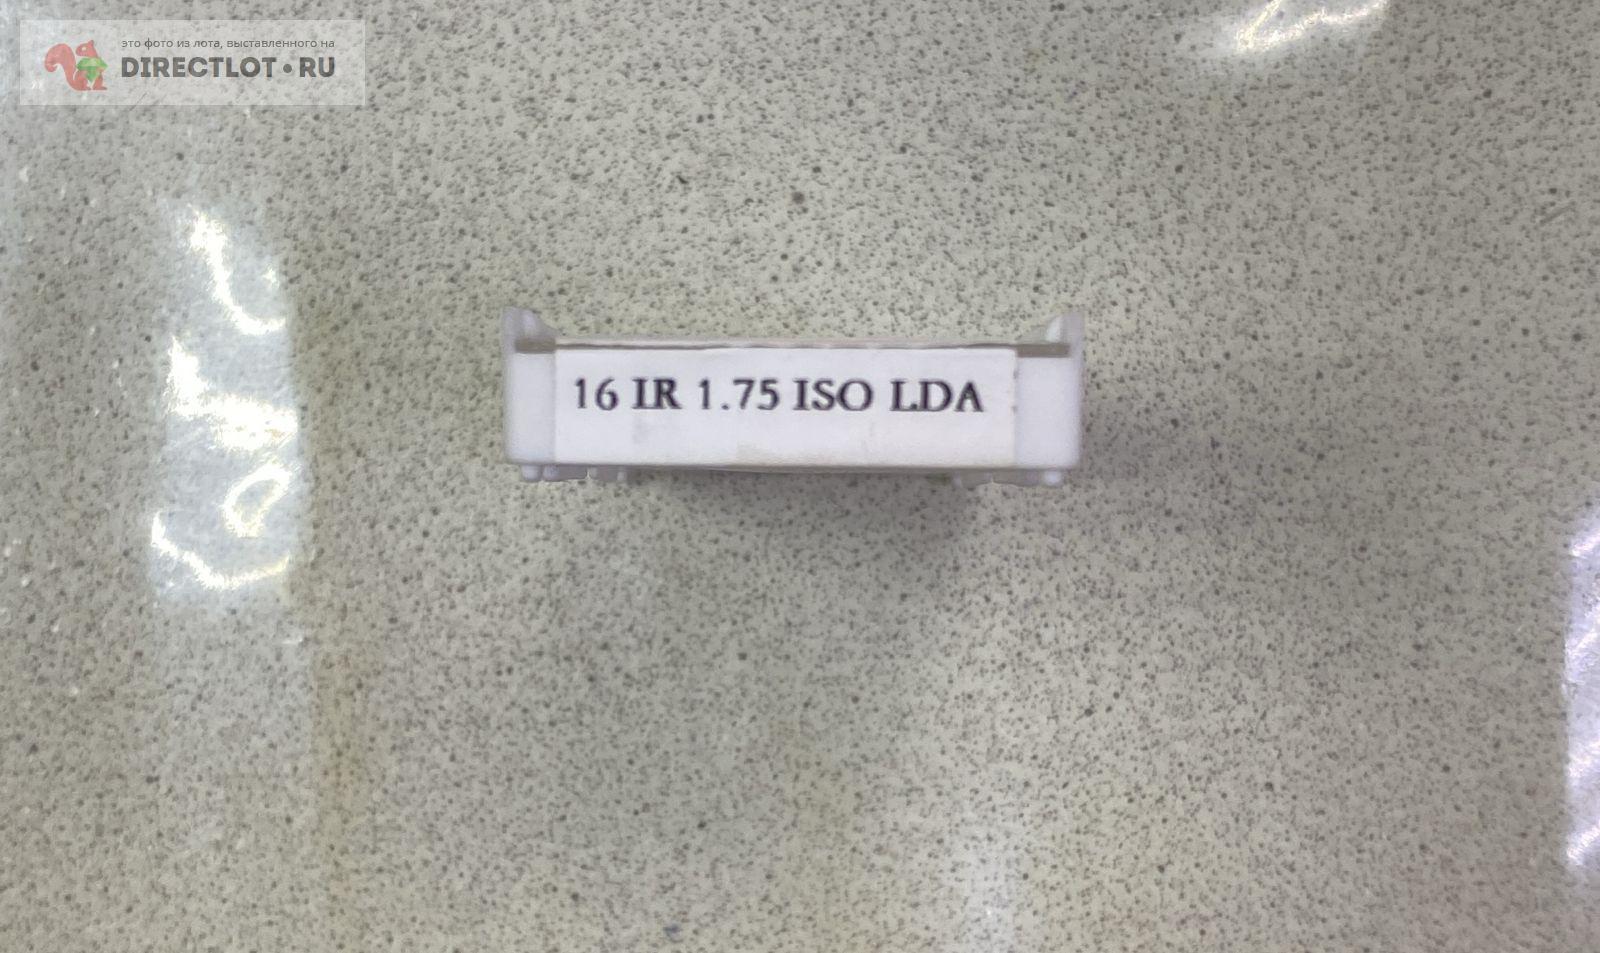 это фото из лота, выставленного на
DIRECTLOT•RU
16 IR 1.75 ISO LDA